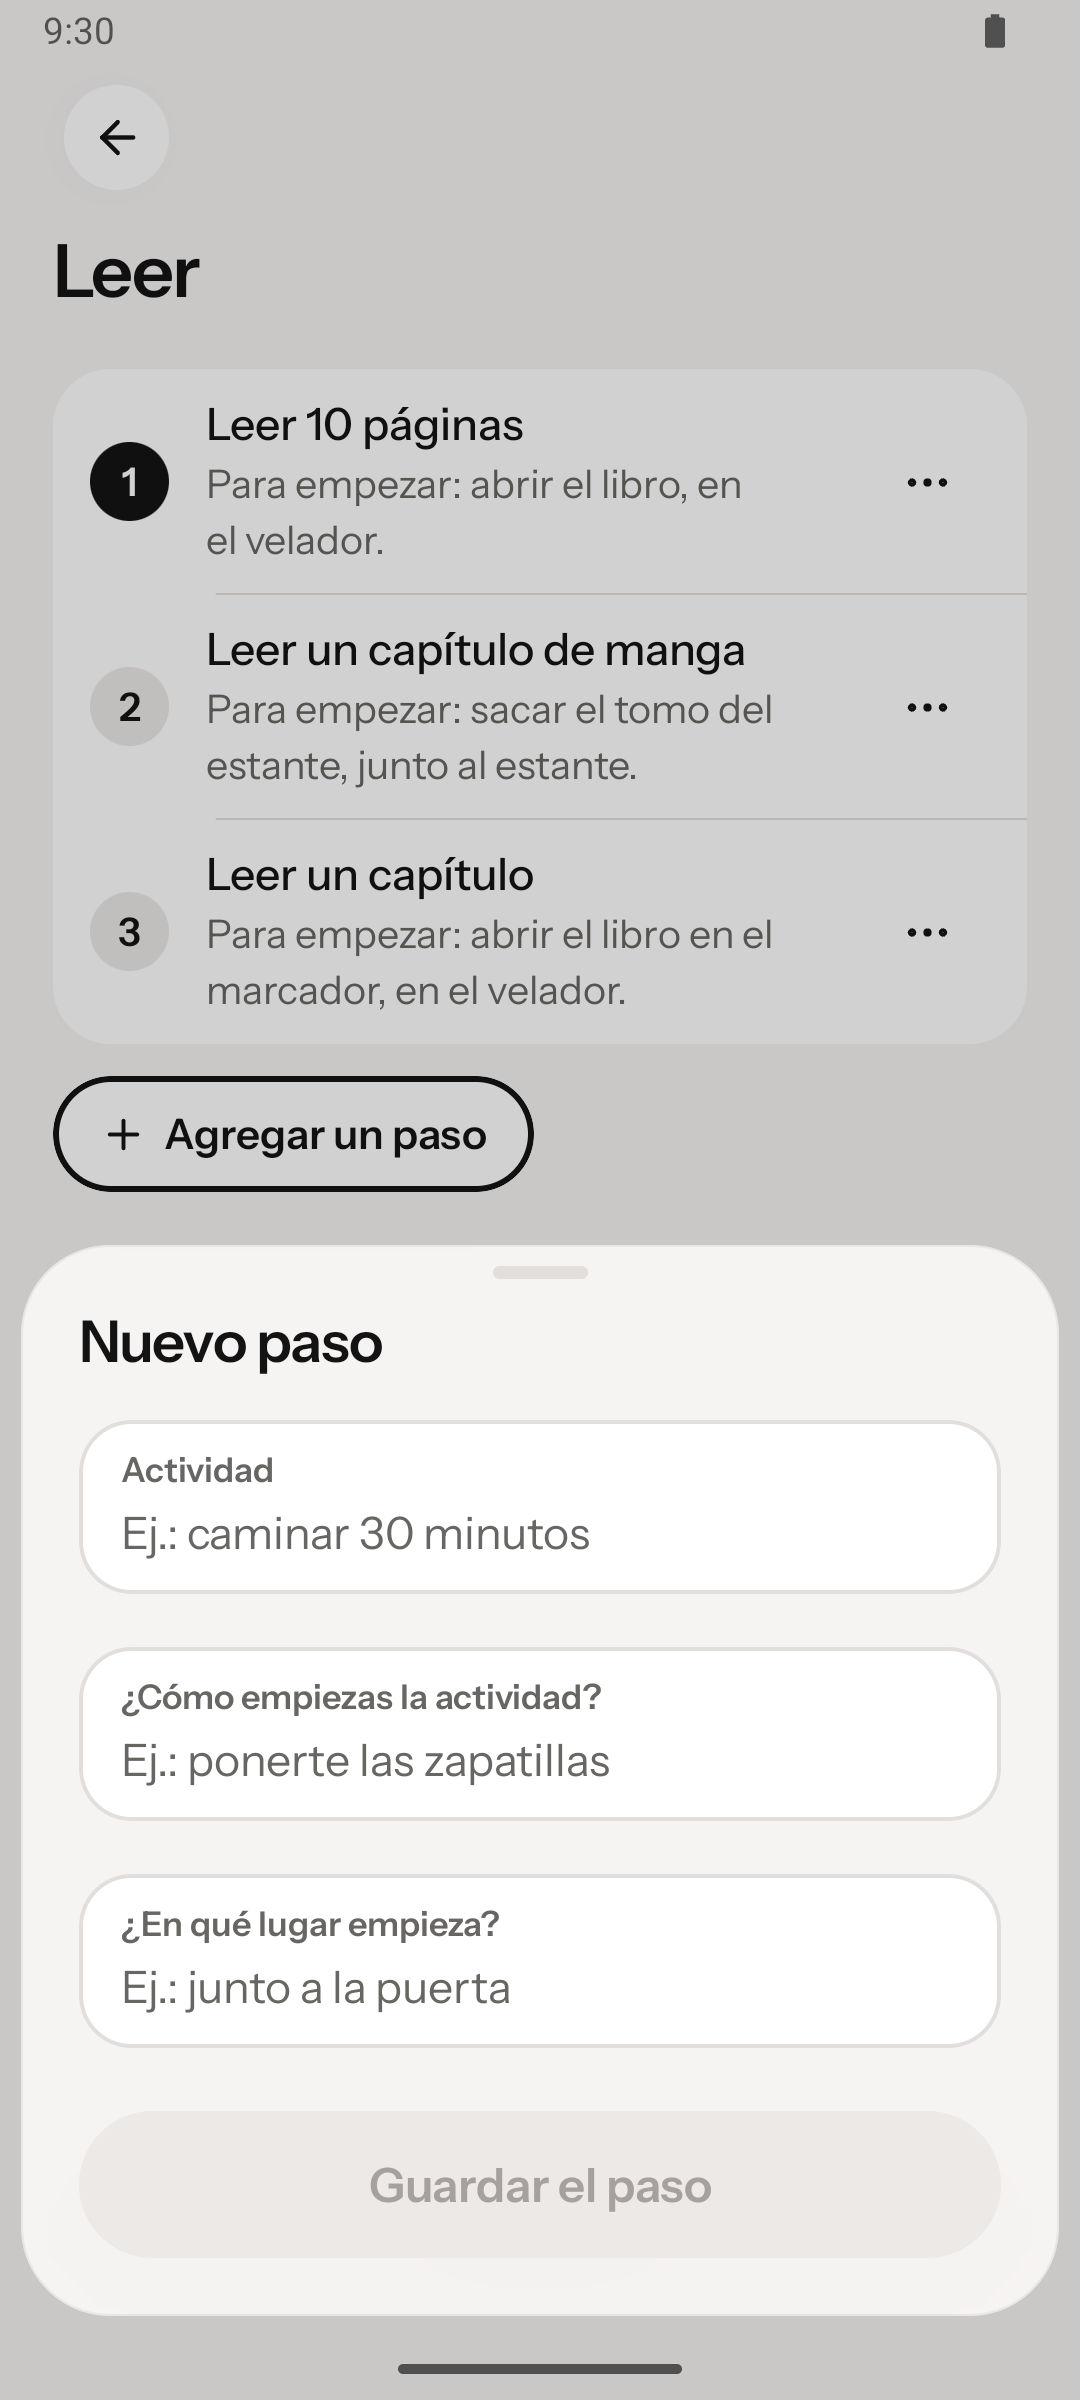 9:30
Leer
1
Leer 10 páginas
Para empezar: abrir el libro, en
el velador.
2
Leer un capítulo de manga
Para empezar: sacar el tomo del
estante, junto al estante.
3
Leer un capítulo
Para empezar: abrir el libro en el
marcador, en el velador.
+ Agregar un paso
Nuevo paso
Actividad
Ej.: caminar 30 minutos
¿Cómo empiezas la actividad?
Ej.: ponerte las zapatillas
¿En qué lugar empieza?
Ej.: junto a la puerta
Guardar el paso